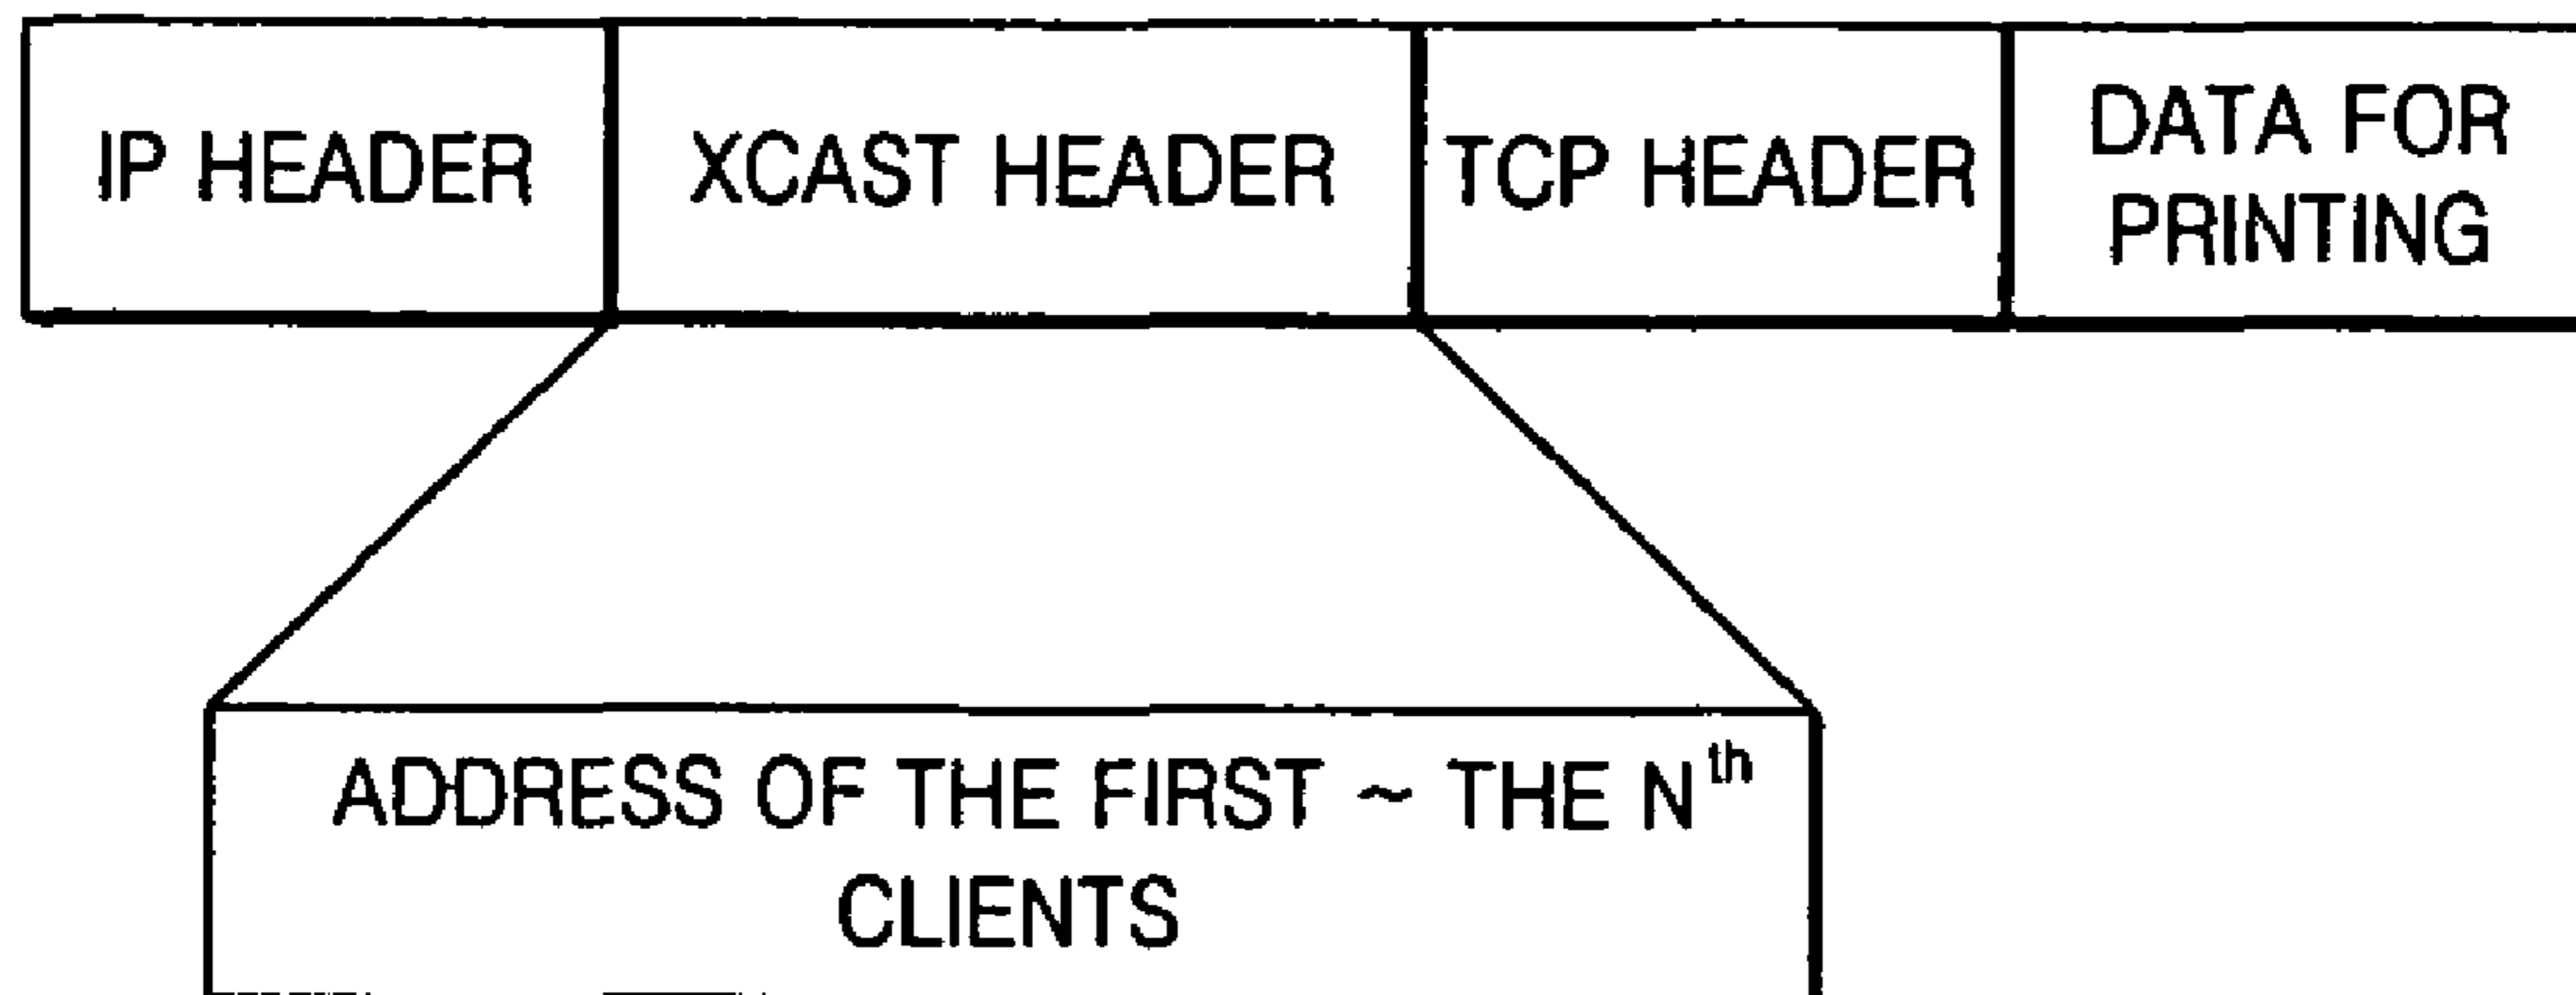 IP HEADER
XCAST HEADER
TCP HEADER
DATA FOR
PRINTING
ADDRESS OF THE FIRST ~ THE Nth
CLIENTS